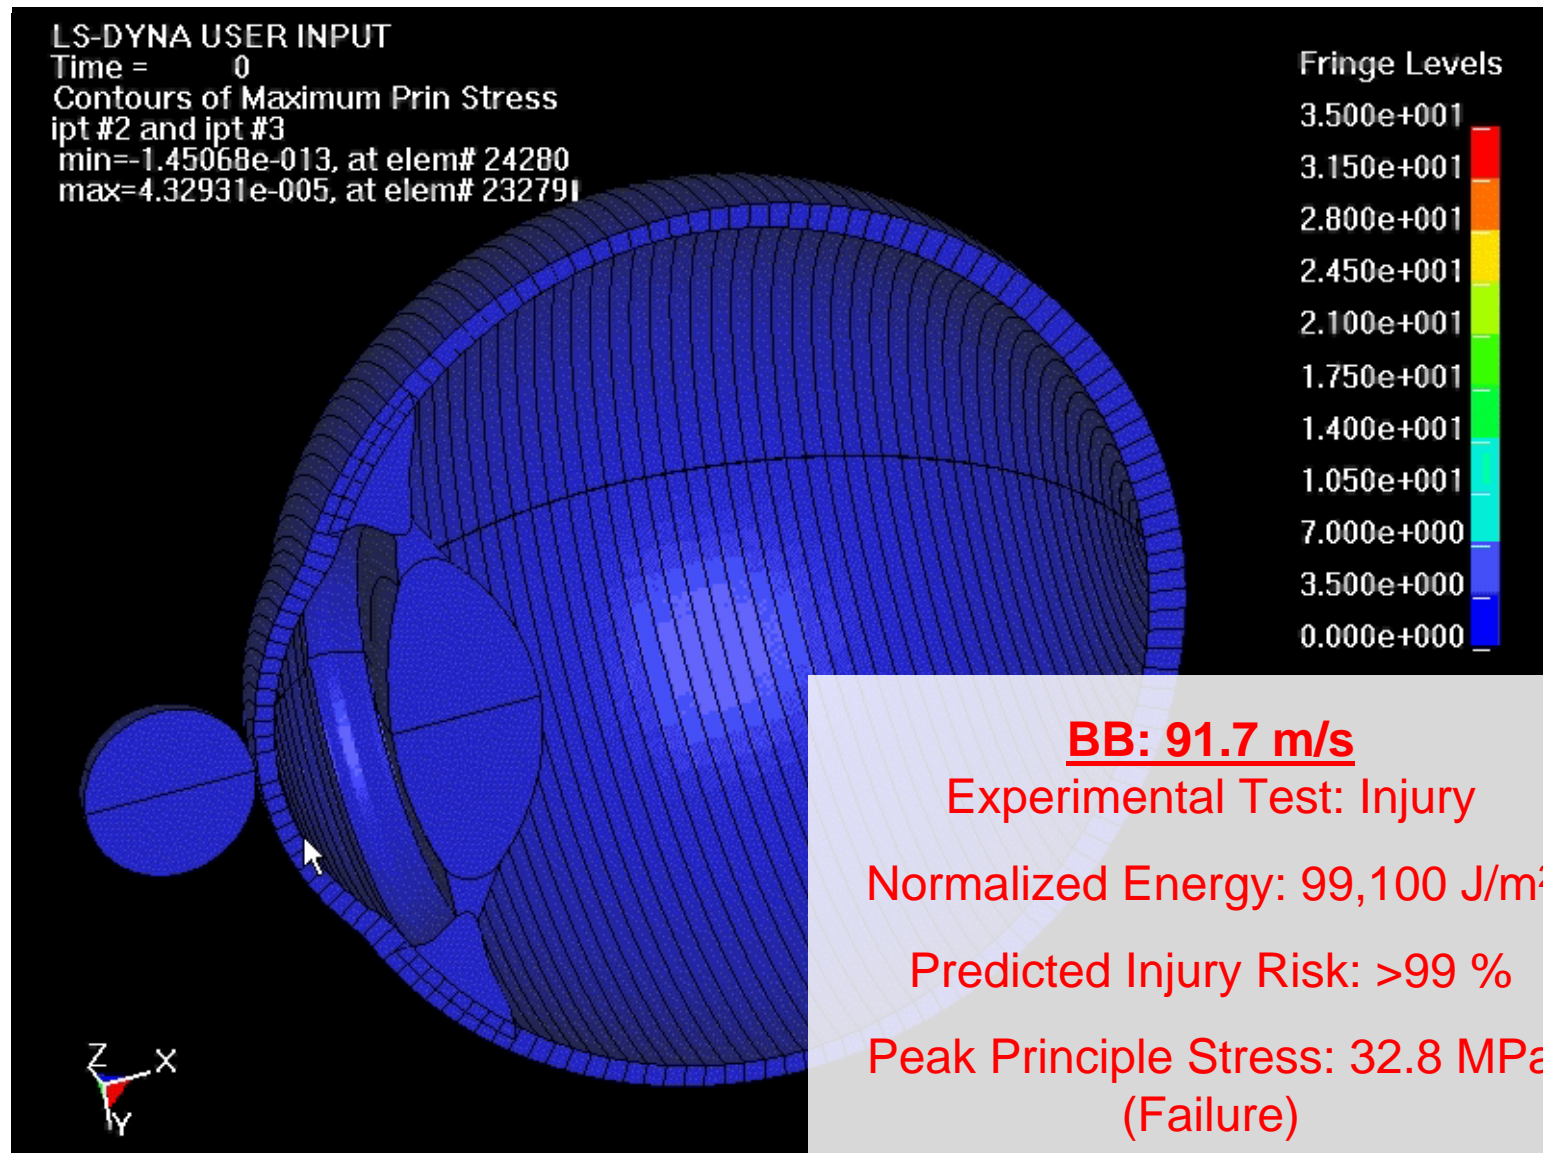 LS-DYNA USER INPUT
Time = 0
Contours of Maximum Prin Stress
ipt #2 and ipt #3
min=-1.45068e-013, at elem# 24280
max=4.32931e-005, at elem# 23279
Fringe Levels
3.500e+001
3.150e+001
2.800e+001
2.450e+001
2.100e+001
1.750e+001
1.400e+001
1.050e+001
7.000e+000
3.500e+000
0.000e+000
BB: 91.7 m/s
Experimental Test: Injury
Normalized Energy: 99,100 J/m²
Predicted Injury Risk: >99 %
Peak Principle Stress: 32.8 MPa
(Failure)
Z X
Y